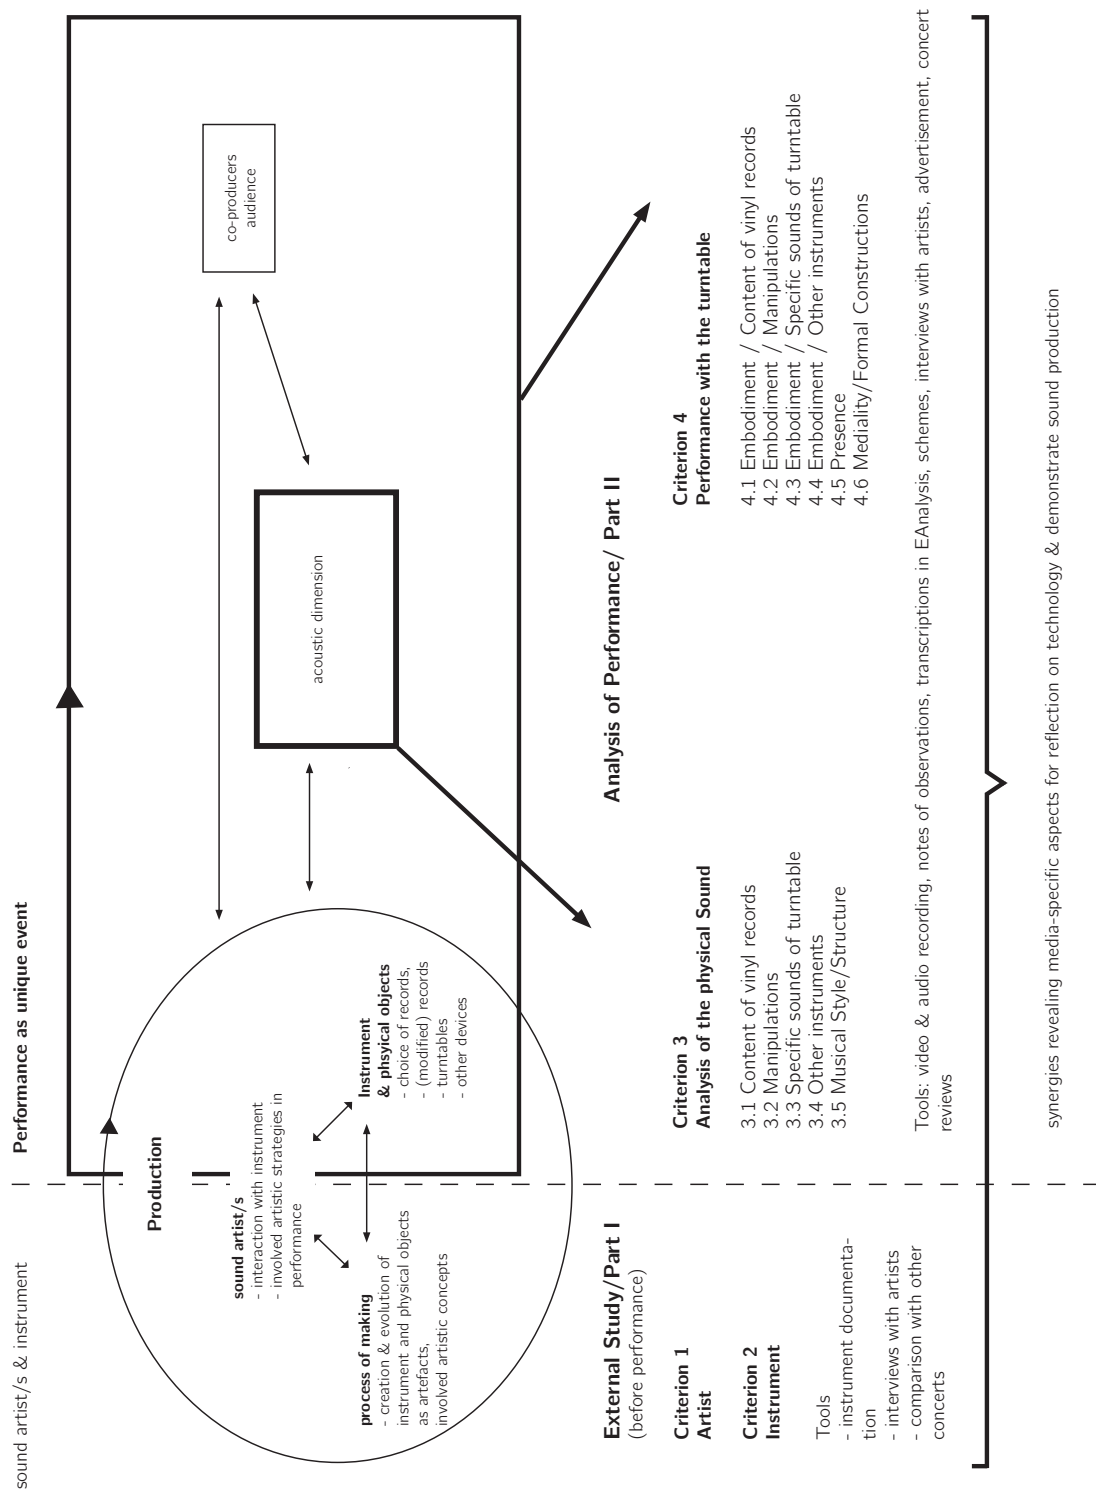 sound artist/s & instrument
Performance as unique event
Production
sound artist/s
- interaction with instrument
- involved artistic strategies in
performance
process of making
- creation & evolution of
instrument and physical objects
as artefacts,
involved artistic concepts
Instrument
& phsyical objects
- choice of records,
- (modified) records
- turntables
- other devices
acoustic dimension
co-producers
audience
External Study/Part I
(before performance)
Criterion 1
Artist
Criterion 2
Instrument
Tools
- instrument documenta-
tion
- interviews with artists
- comparison with other
concerts
Analysis of Performance/ Part II
Criterion 3
Analysis of the physical Sound
3.1 Content of vinyl records
3.2 Manipulations
3.3 Specific sounds of turntable
3.4 Other instruments
3.5 Musical Style/Structure
Criterion 4
Performance with the turntable
4.1 Embodiment / Content of vinyl records
4.2 Embodiment / Manipulations
4.3 Embodiment / Specific sounds of turntable
4.4 Embodiment / Other instruments
4.5 Presence
4.6 Mediality/Formal Constructions
Tools: video & audio recording, notes of observations, transcriptions in EAnalysis, schemes, interviews with artists, advertisement, concert
reviews
synergies revealing media-specific aspects for reflection on technology & demonstrate sound production